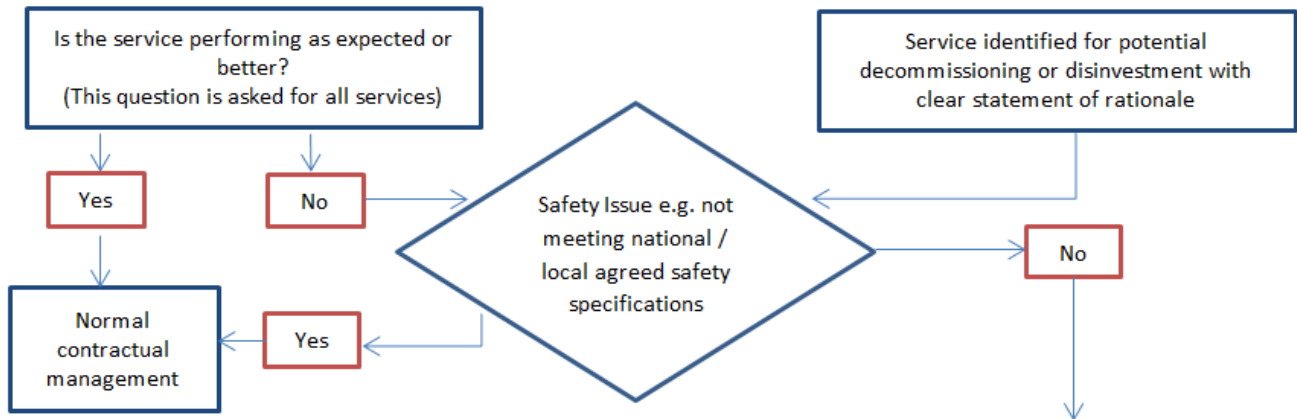 Is the service performing as expected or
better?
(This question is asked for all services)
Service identified for potential
decommissioning or disinvestment with
clear statement of rationale
Yes
No
Safety Issue e.g. not
meeting national /
local agreed safety
specifications
No
Normal
contractual
management
Yes